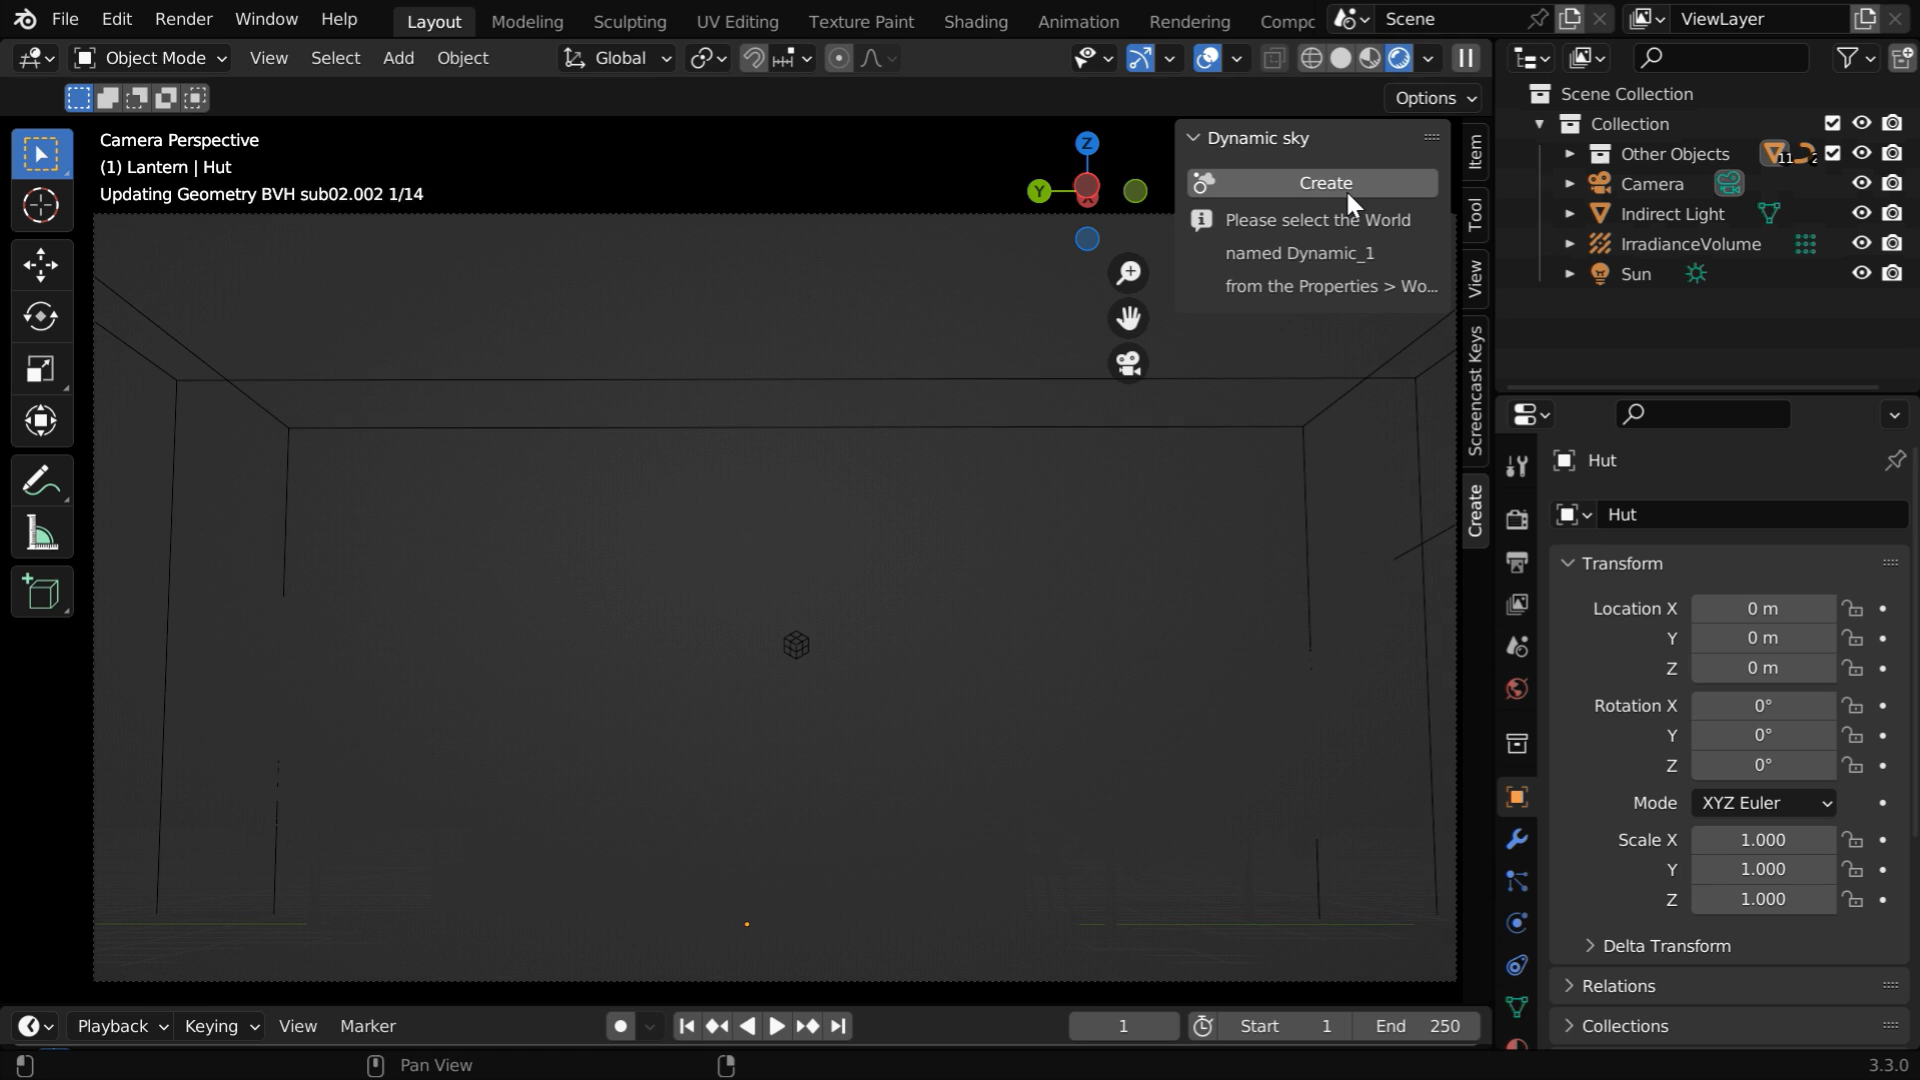 File Edit Render Window Help
Layout Modeling Sculpting UV Editing Texture Paint Shading Animation Rendering Compo
Scene
ViewLayer
Object Mode View Select Add Object
Global
Options
Camera Perspective
(1) Lantern | Hut
Updating Geometry BVH sub02.002 1/14
Z
Y
Dynamic sky
Create
Please select the World
named Dynamic_1
from the Properties > Wo...
Item
Tool
View
Screencast Keys
Create
Scene Collection
Collection
Other Objects 11 2
Camera
Indirect Light
IrradianceVolume
Sun
Hut
Hut
Transform
Location X 0 m
Y 0 m
Z 0 m
Rotation X 0°
Y 0°
Z 0°
Mode XYZ Euler
Scale X 1.000
Y 1.000
Z 1.000
Delta Transform
Relations
Collections
Playback Keying View Marker
1
Start 1 End 250
Pan View
3.3.0